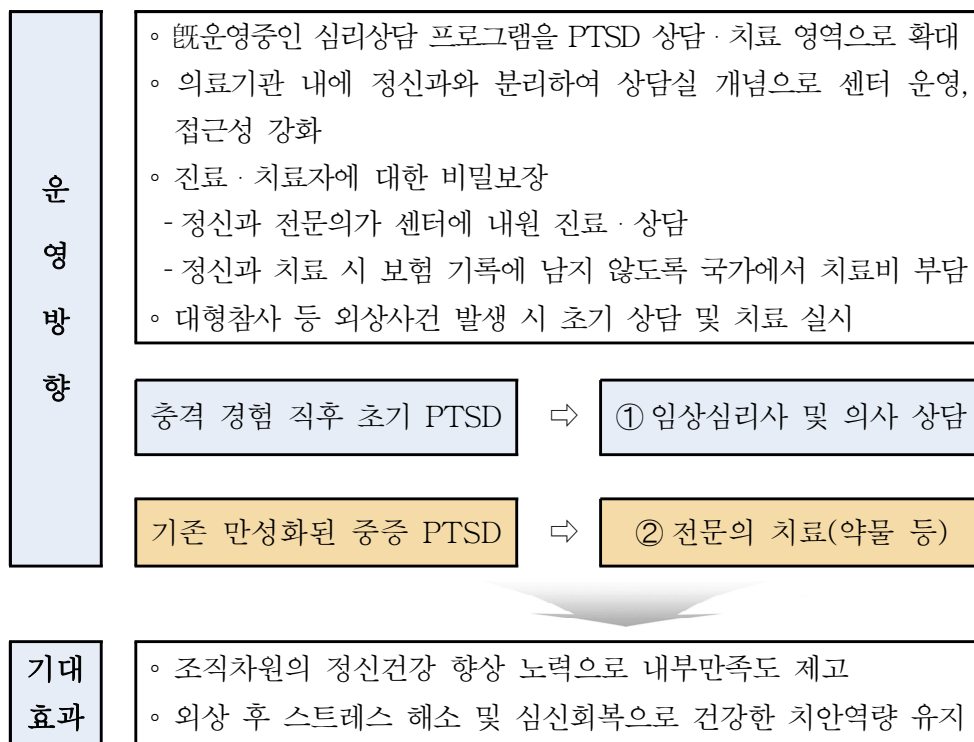 운
영
방
향
◦ 旣운영중인 심리상담 프로그램을 PTSD 상담·치료 영역으로 확대
◦ 의료기관 내에 정신과와 분리하여 상담실 개념으로 센터 운영,
접근성 강화
◦ 진료·치료자에 대한 비밀보장
- 정신과 전문의가 센터에 내원 진료·상담
- 정신과 치료 시 보험 기록에 남지 않도록 국가에서 치료비 부담
◦ 대형참사 등 외상사건 발생 시 초기 상담 및 치료 실시
충격 경험 직후 초기 PTSD ⇨ ① 임상심리사 및 의사 상담
기존 만성화된 중증 PTSD ⇨ ② 전문의 치료(약물 등)
기대
효과
◦ 조직차원의 정신건강 향상 노력으로 내부만족도 제고
◦ 외상 후 스트레스 해소 및 심신회복으로 건강한 치안역량 유지